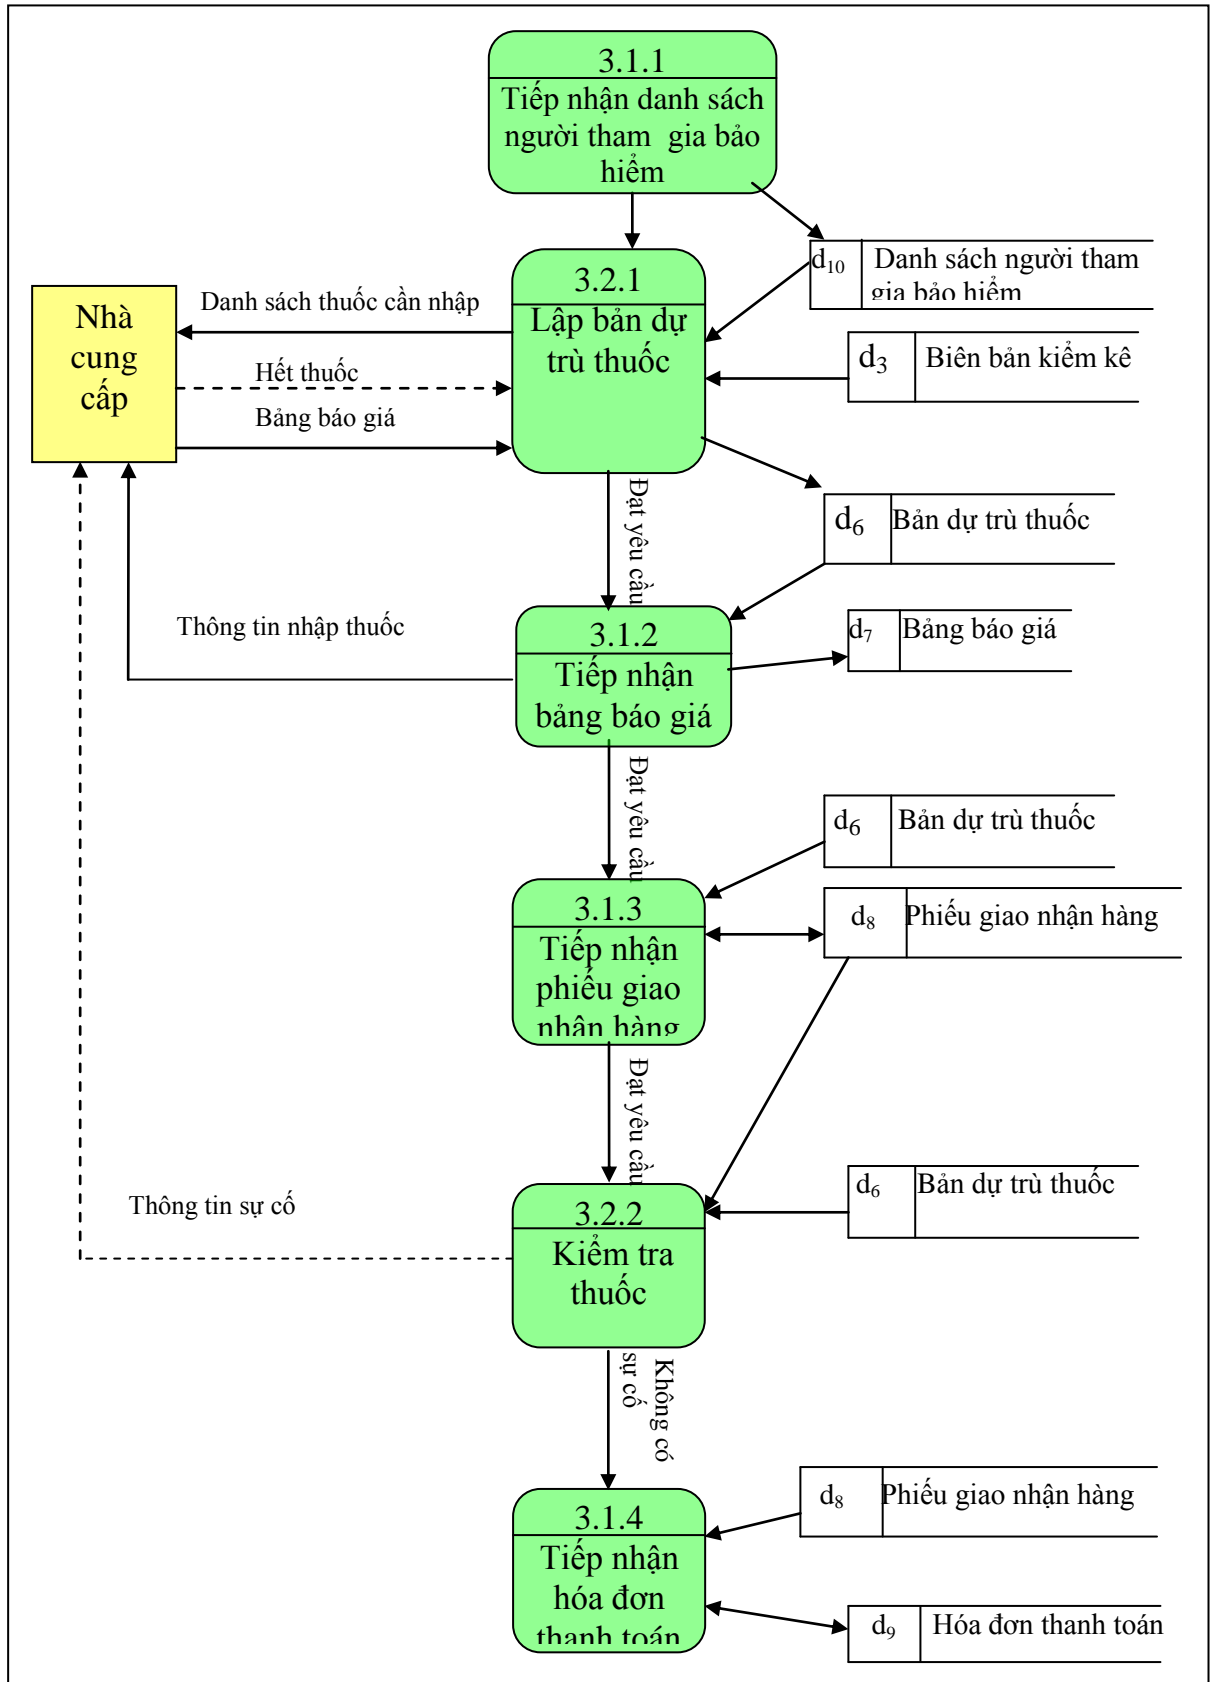 3.1.1
Tiếp nhận danh sách
người tham gia bảo
hiểm
d10
Danh sách người tham
gia bảo hiểm
3.2.1
Lập bản dự
trù thuốc
Nhà
cung
cấp
Danh sách thuốc cần nhập
Hết thuốc
Bảng báo giá
d3
Biên bản kiểm kê
Đạt yêu cầu
d6
Bản dự trù thuốc
Thông tin nhập thuốc
3.1.2
Tiếp nhận
bảng báo giá
d7
Bảng báo giá
Đạt yêu cầu
d6
Bản dự trù thuốc
3.1.3
Tiếp nhận
phiếu giao
nhận hàng
d8
Phiếu giao nhận hàng
Đạt yêu cầu
Thông tin sự cố
3.2.2
Kiểm tra
thuốc
d6
Bản dự trù thuốc
Không có
sự cố
3.1.4
Tiếp nhận
hóa đơn
thanh toán
d8
Phiếu giao nhận hàng
d9
Hóa đơn thanh toán